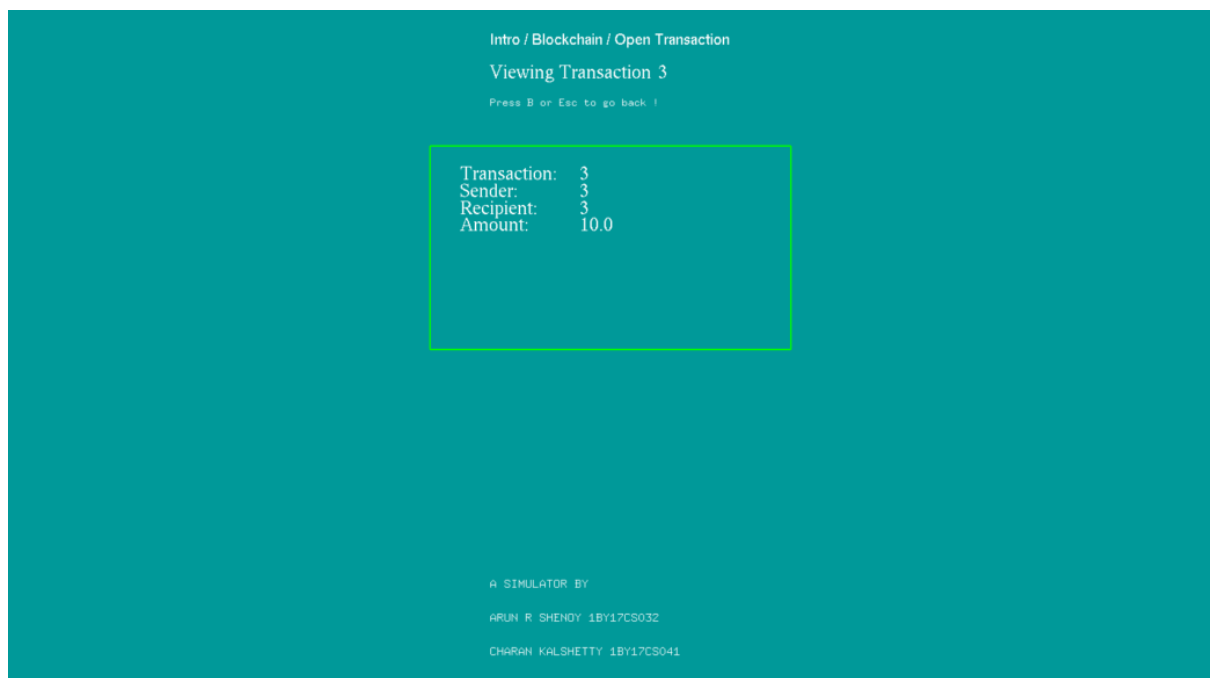 Intro / Blockchain / Open Transaction
Viewing Transaction 3
Press B or Esc to go back !
Transaction: 3
Sender: 3
Recipient: 3
Amount: 10.0
A SIMULATOR BY
ARUN R SHENOY 1BY17CS032
CHARAN KALSHETTY 1BY17CS041